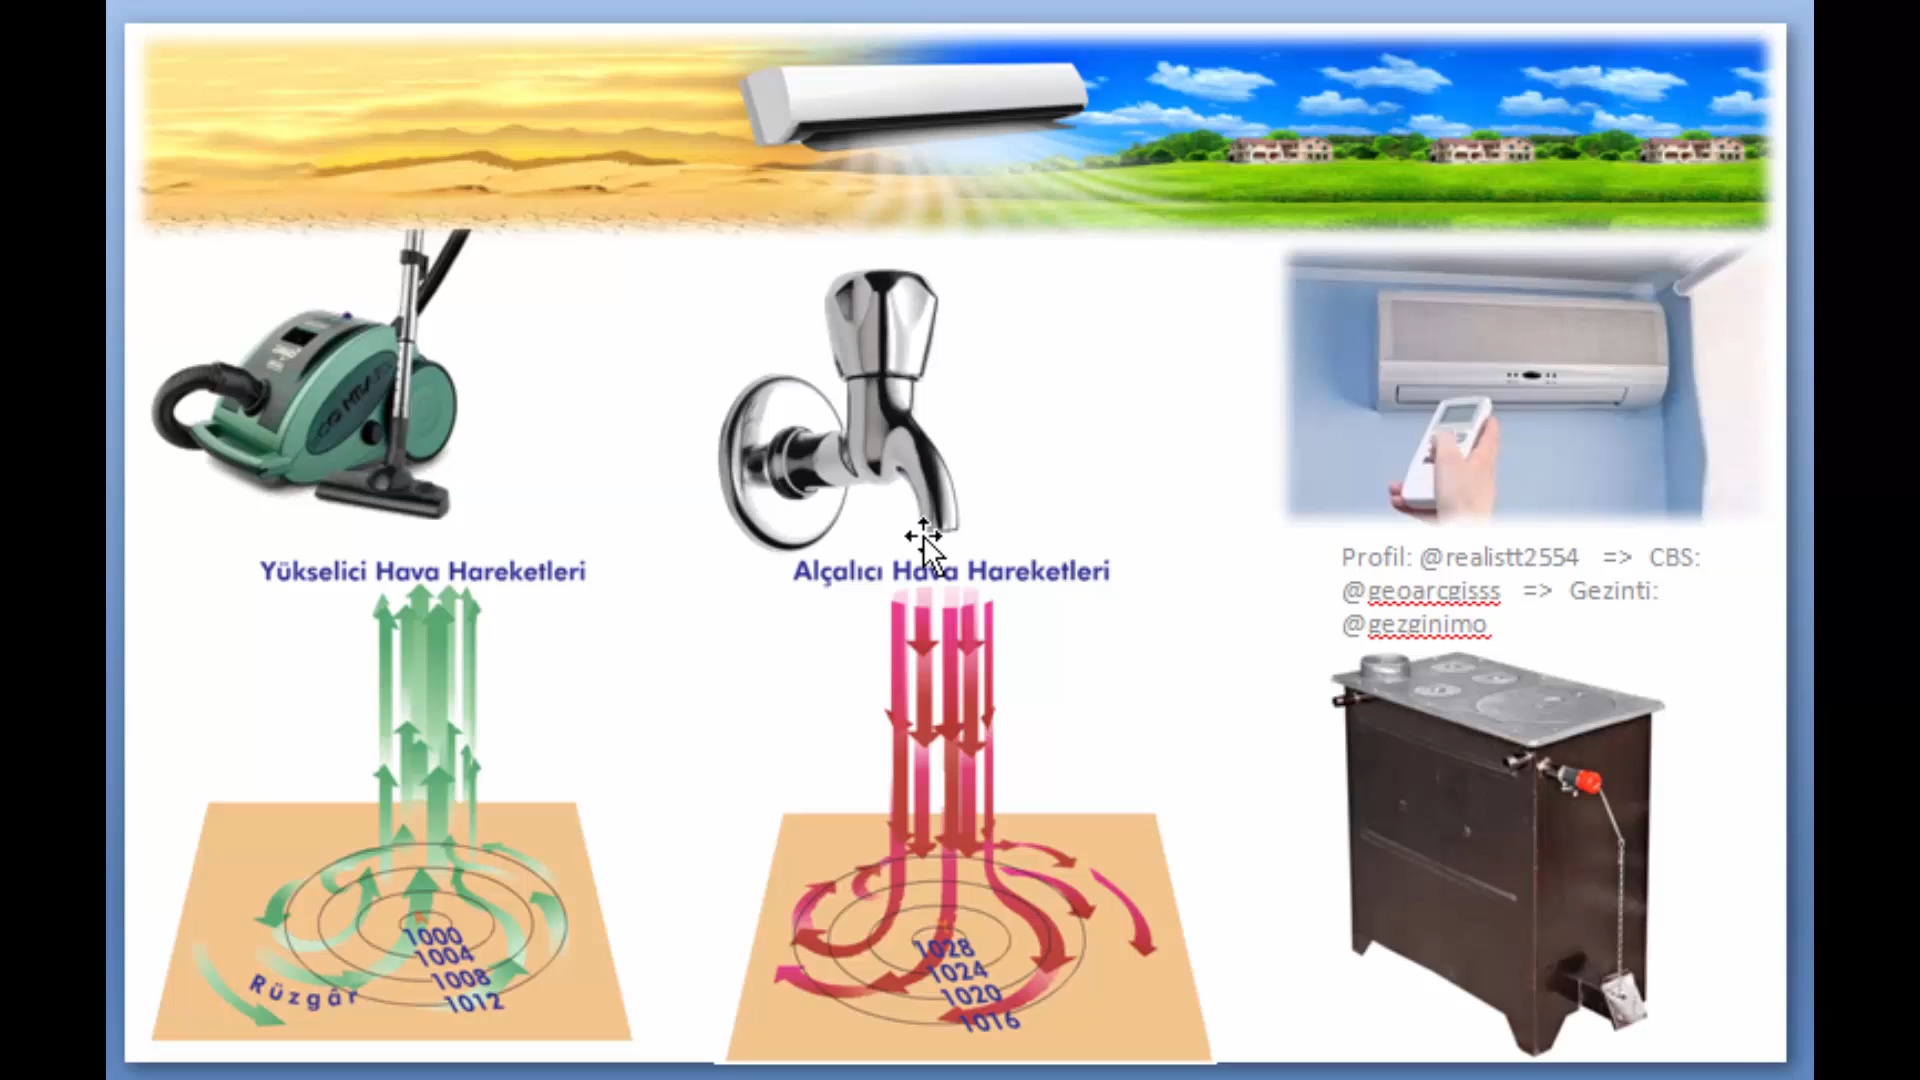 Yükselici Hava Hareketleri
Alçalıcı Hava Hareketleri
Profil: @realistt2554 => CBS:
@geoarcgisss => Gezinti:
@gezginimo
1000
1004
1008
1012
Rüzgâr
1028
1024
1020
1016